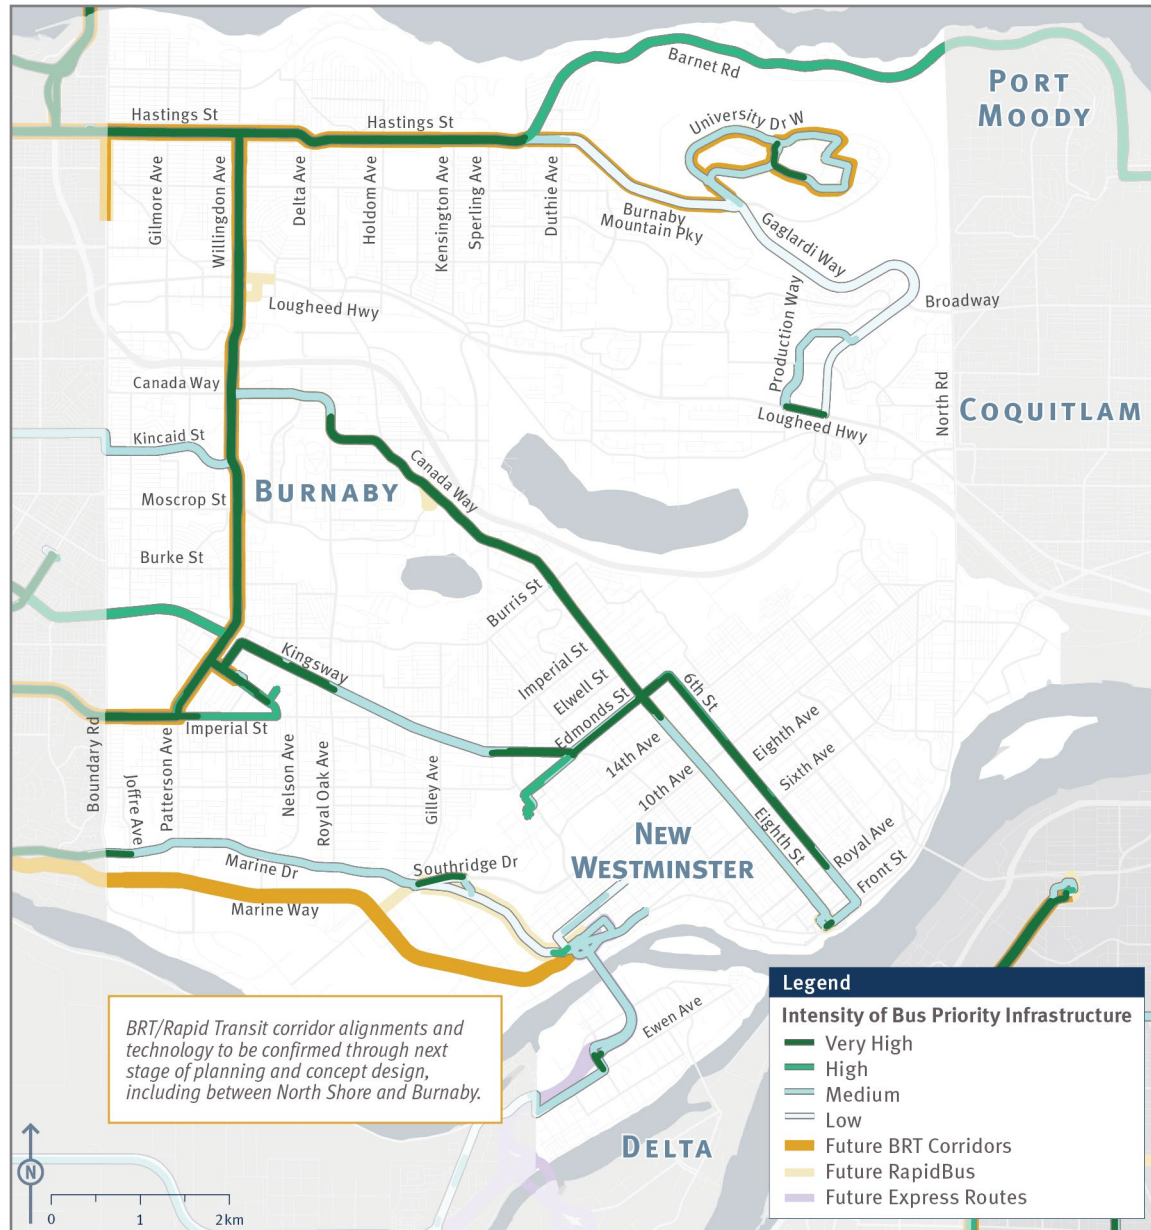 Barnet Rd
PORT
MOODY
Hastings St
Hastings St
University Dr W
Gilmore Ave
Willingdon Ave
Delta Ave
Holdom Ave
Kensington Ave
Sperling Ave
Duthie Ave
Burnaby
Mountain Pky
Gaglardi Way
Production Way
Broadway
Lougheed Hwy
Canada Way
Lougheed Hwy
North Rd
COQUITLAM
Kincaid St
Canada Way
BURNABY
Moscrop St
Burke St
Burris St
Kingsway
Imperial St
Elwell St
Edmonds St
6th St
Imperial St
14th Ave
Eighth Ave
Boundary Rd
Joffre Ave
Patterson Ave
Nelson Ave
Royal Oak Ave
Gilley Ave
10th Ave
Sixth Ave
Eighth St
Royal Ave
Front St
NEW
WESTMINSTER
Marine Dr
Southridge Dr
Marine Way
Ewen Ave
BRT/Rapid Transit corridor alignments and
technology to be confirmed through next
stage of planning and concept design,
including between North Shore and Burnaby.
DELTA
Legend
Intensity of Bus Priority Infrastructure
Very High
High
Medium
Low
Future BRT Corridors
Future RapidBus
Future Express Routes
N
0 1 2km